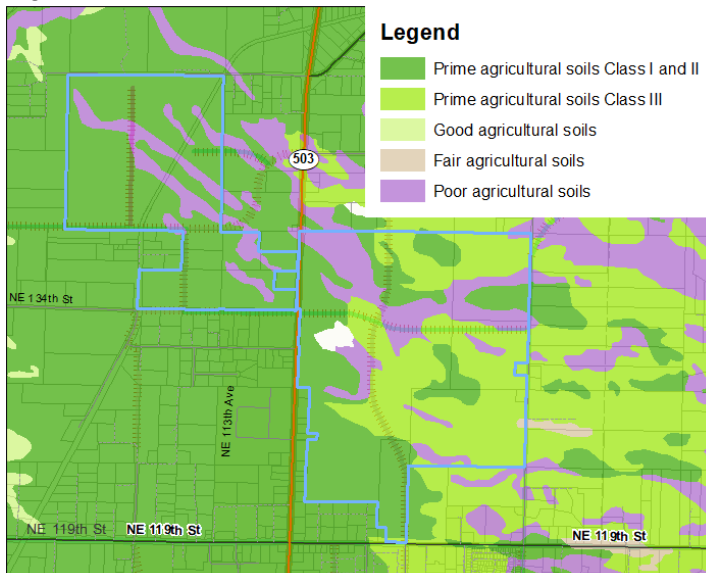 Legend
Prime agricultural soils Class I and II
Prime agricultural soils Class III
Good agricultural soils
Fair agricultural soils
Poor agricultural soils
503
NE 134th St
NE 113th Ave
NE 119th St
NE 119th St
NE 119th St